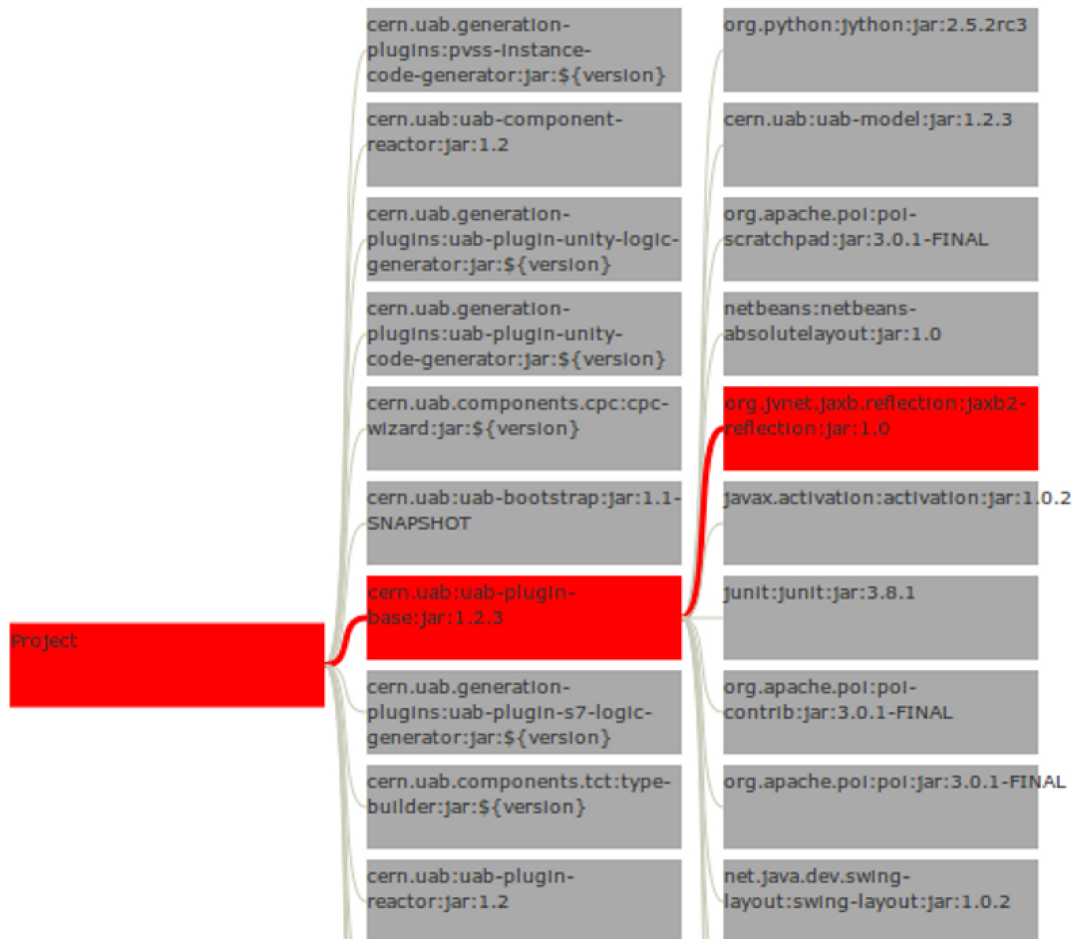 Project
cern.uab.generation-
plugins:pvss-instance-
code-generator:jar:${version}
cern.uab:uab-component-
reactor:jar:1.2
cern.uab.generation-
plugins:uab-plugin-unity-logic-
generator:jar:${version}
cern.uab.generation-
plugins:uab-plugin-unity-
code-generator:jar:${version}
cern.uab.components.cpc:cpc-
wizard:jar:${version}
cern.uab:uab-bootstrap:jar:1.1-
SNAPSHOT
cern.uab:uab-plugin-
base:jar:1.2.3
cern.uab.generation-
plugins:uab-plugin-s7-logic-
generator:jar:${version}
cern.uab.components.tct:type-
builder:jar:${version}
cern.uab:uab-plugin-
reactor:jar:1.2
org.python:jython:jar:2.5.2rc3
cern.uab:uab-model:jar:1.2.3
org.apache.poi:poi-
scratchpad:jar:3.0.1-FINAL
netbeans:netbeans-
absolutelayout:jar:1.0
org.jvnet.jaxb.reflection:jaxb2-
reflection:jar:1.0
javax.activation:activation:jar:1.0.2
junit:junit:jar:3.8.1
org.apache.poi:poi-
contrib:jar:3.0.1-FINAL
org.apache.poi:poi:jar:3.0.1-FINAL
net.java.dev.swing-
layout:swing-layout:jar:1.0.2